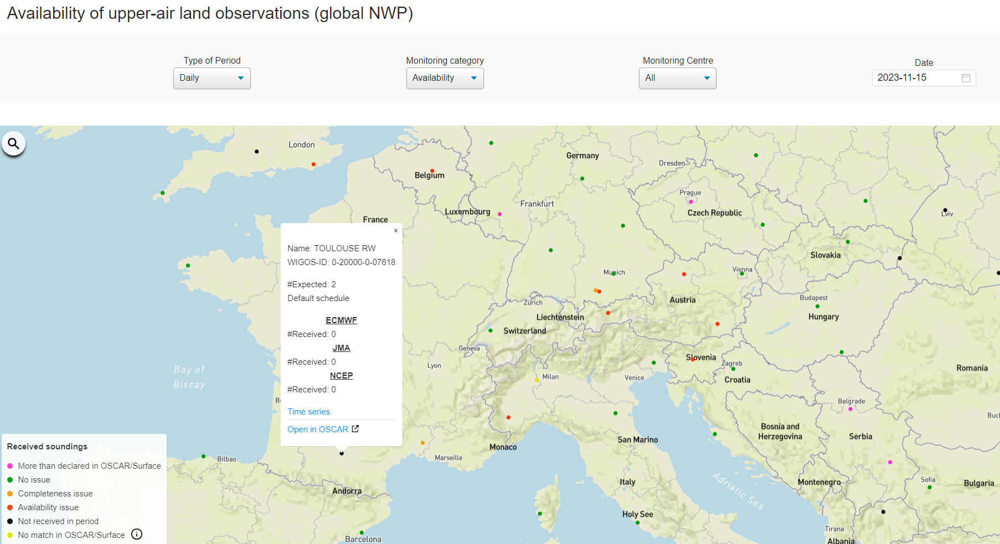 Availability of upper-air land observations (global NWP)
Type of Period
Daily
Monitoring category
Availability
Monitoring Centre
All
Date
2023-11-15
London
Germany
Dresden
Belgium
Prague
Frankfurt
Luxembourg
Czech Republic
Lviv
France
×
Name: TOULOUSE RW
WIGOS-ID: 0-20000-0-07618
#Expected: 2
Default schedule
ECMWF
#Received: 0
JMA
#Received: 0
NCEP
#Received: 0
Time series
Open in OSCAR
Slovakia
Munich
Vienna
Budapest
Zurich
Austria
Liechtenstein
Hungary
Switzerland
Geneva
Slovenia
Zagreb
Lyon
Bay of
Biscay
Romania
Milan
Venice
Croatia
Belgrade
B
Buc
Bosnia and
Herzegovina
Serbia
San Marino
Monaco
Marseille
Bilbao
Adriatic Sea
Italy
Montenegro
Sofia
Bulgaria
Andorra
Holy See
Tirana
Barcelona
Albania
Received soundings
More than declared in OSCAR/Surface
No issue
Completeness issue
Availability issue
Not received in period
No match in OSCAR/Surface